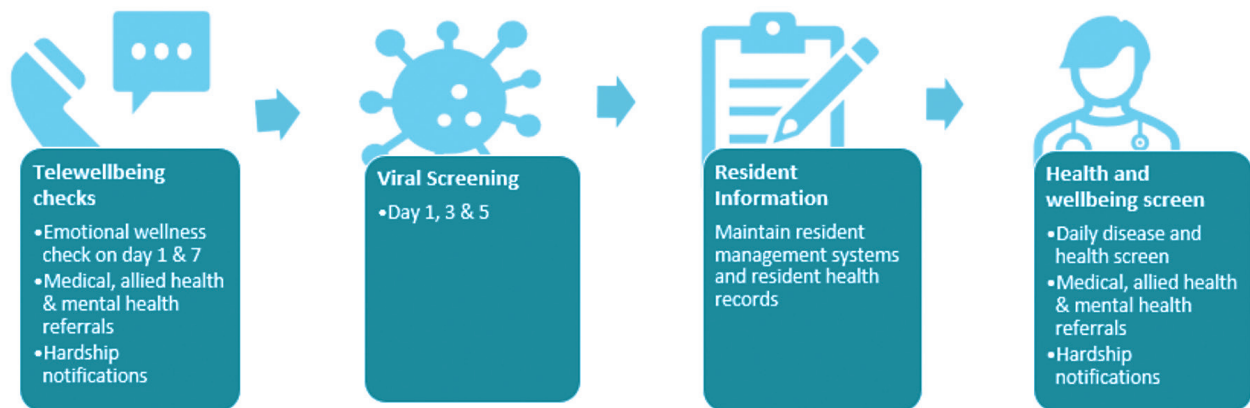 Telewellbeing
checks
•Emotional wellness
check on day 1 & 7
•Medical, allied health
& mental health
referrals
•Hardship
notifications
Viral Screening
•Day 1, 3 & 5
Resident
Information
Maintain resident
management systems
and resident health
records
Health and
wellbeing screen
•Daily disease and
health screen
•Medical, allied health
& mental health
referrals
•Hardship
notifications